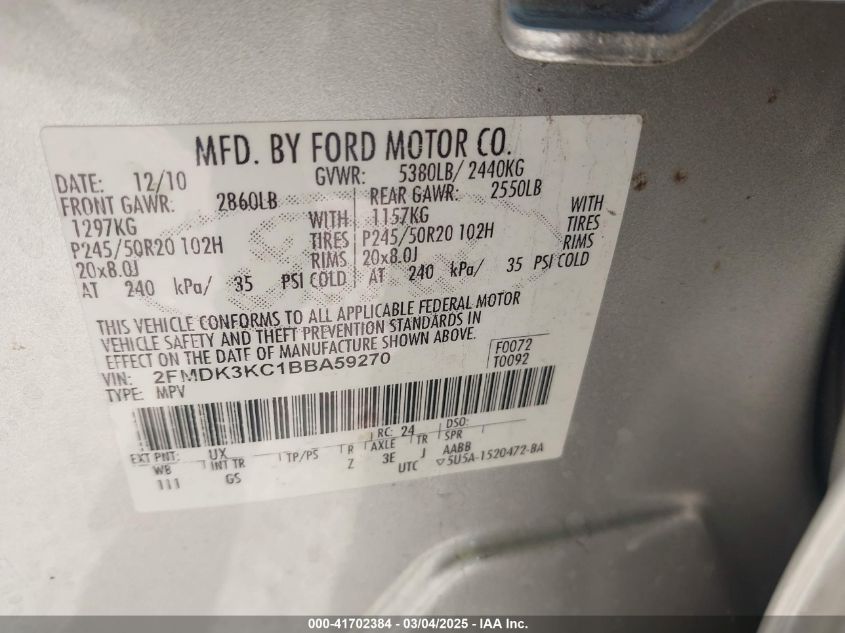 MFD. BY FORD MOTOR CO.
DATE: 12/10 GVWR: 5380LB/ 2440KG
FRONT GAWR: 2860LB REAR GAWR: 2550LB
1297KG WITH 1157KG WITH
P245/50R20 102H TIRES P245/50R20 102H TIRES
20x8.0J RIMS 20x8.0J RIMS
AT 240 kPa/ 35 PSI COLD AT 240 kPa/ 35 PSI COLD
THIS VEHICLE CONFORMS TO ALL APPLICABLE FEDERAL MOTOR
VEHICLE SAFETY AND THEFT PREVENTION STANDARDS IN
EFFECT ON THE DATE OF MANUFACTURE SHOWN ABOVE.
VIN: 2FMDK3KC1BBA59270 F0072
TYPE: MPV T0092
EXT PNT: UX RC: 24 DSO:
WB INT TR TP/PS R AXLE TR SPR
111 GS Z 3E J AABB
UTC ▽5U5A-1520472-BA
000-41702384 - 03/04/2025 - IAA Inc.